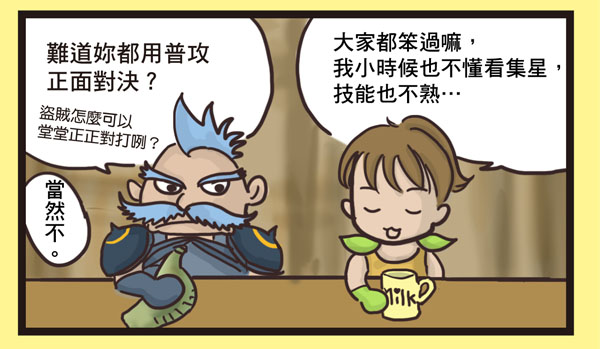 難道妳都用普攻
正面對決？
盜賊怎麼可以
堂堂正正對打咧？
當然不。
大家都笨過嘛，
我小時候也不懂看集星，
技能也不熟…
milk